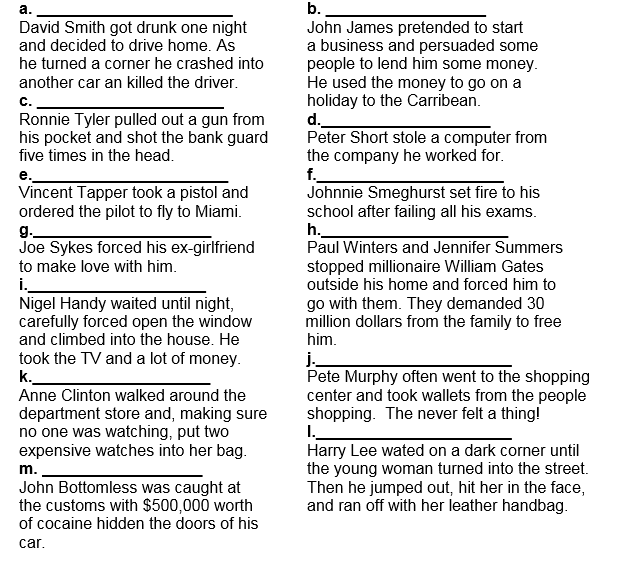 a. ________________________
David Smith got drunk one night
and decided to drive home. As
he turned a corner he crashed into
another car an killed the driver.
b. ____________________
John James pretended to start
a business and persuaded some
people to lend him some money.
He used the money to go on a
holiday to the Carribean.
c. _______________________
Ronnie Tyler pulled out a gun from
his pocket and shot the bank guard
five times in the head.
d._____________________
Peter Short stole a computer from
the company he worked for.
e.________________________
Vincent Tapper took a pistol and
ordered the pilot to fly to Miami.
f._______________________
Johnnie Smeghurst set fire to his
school after failing all his exams.
g.______________________
Joe Sykes forced his ex-girlfriend
to make love with him.
h._______________________
Paul Winters and Jennifer Summers
stopped millionaire William Gates
outside his home and forced him to
go with them. They demanded 30
million dollars from the family to free
him.
i.______________________
Nigel Handy waited until night,
carefully forced open the window
and climbed into the house. He
took the TV and a lot of money.
j.________________________
Pete Murphy often went to the shopping
center and took wallets from the people
shopping.  The never felt a thing!
k.______________________
Anne Clinton walked around the
department store and, making sure
no one was watching, put two
expensive watches into her bag.
l.________________________
Harry Lee wated on a dark corner until
the young woman turned into the street.
Then he jumped out, hit her in the face,
and ran off with her leather handbag.
m. ____________________
John Bottomless was caught at
the customs with $500,000 worth
of cocaine hidden the doors of his
car.